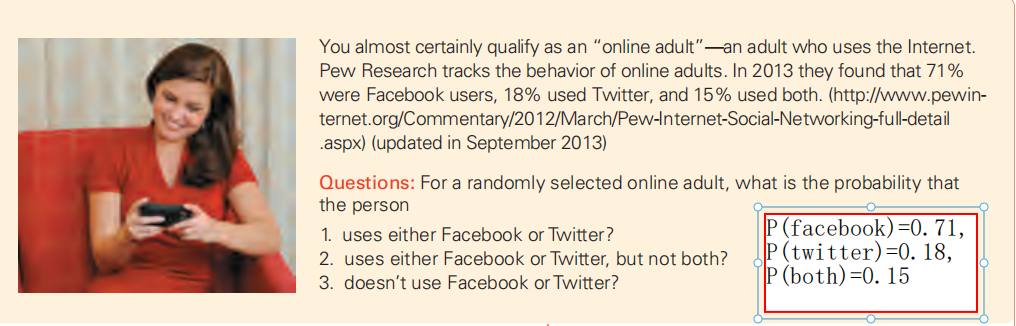 You almost certainly qualify as an “online adult”—an adult who uses the Internet.
Pew Research tracks the behavior of online adults. In 2013 they found that 71%
were Facebook users, 18% used Twitter, and 15% used both. (http://www.pewin-
ternet.org/Commentary/2012/March/Pew-Internet-Social-Networking-full-detail
.aspx) (updated in September 2013)
Questions: For a randomly selected online adult, what is the probability that
the person
1. uses either Facebook or Twitter?
2. uses either Facebook or Twitter, but not both?
3. doesn’t use Facebook or Twitter?
P(facebook)=0.71,
P(twitter)=0.18,
P(both)=0.15